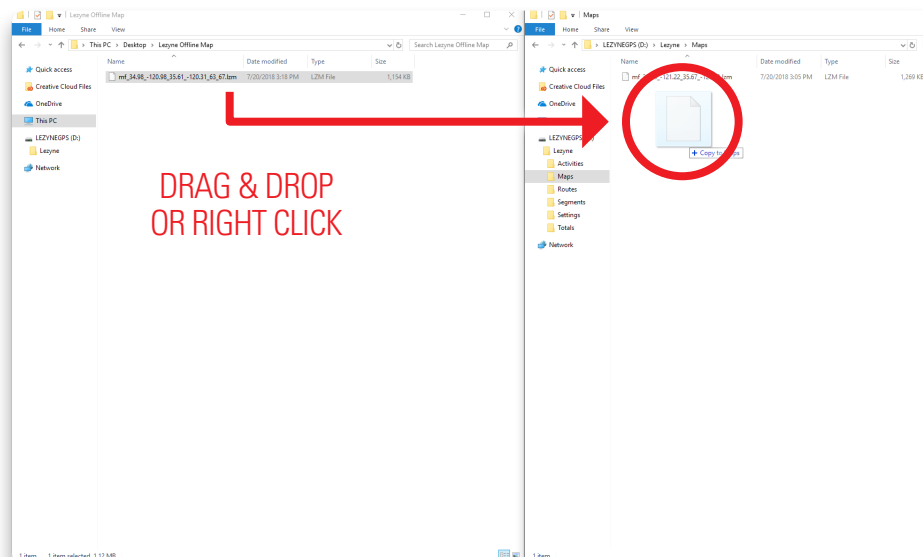 Lezyne Offline Map
File Home Share View
This PC > Desktop > Lezyne Offline Map
Search Lezyne Offline Map
Name Date modified Type Size
mf_34.98_-120.98_35.61_-120.31_63_67.lzm 7/20/2018 3:18 PM LZM File 1,154 KB
Quick access
Creative Cloud Files
OneDrive
This PC
LEZYNEGPS (D:)
Lezyne
Network
DRAG & DROP
OR RIGHT CLICK
1 item 1 item selected 1.12 MB
Maps
File Home Share View
LEZYNEGPS (D:) > Lezyne > Maps
Name Date modified Type Size
7/20/2018 3:05 PM LZM File 1,269 KB
Quick access
Creative Cloud Files
OneDrive
LEZYNEGPS
Lezyne
Activities
Maps
Routes
Segments
Settings
Totals
Network
+ Copy to Maps
1 item